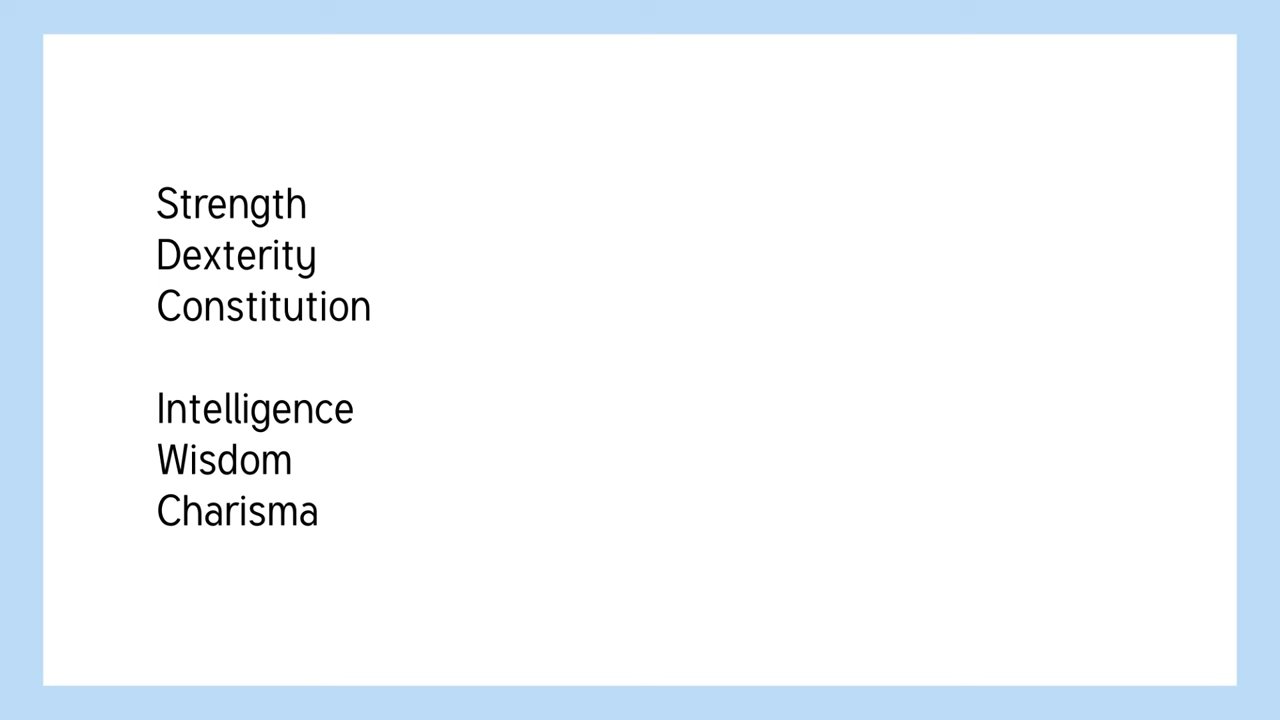 Strength
Dexterity
Constitution
Intelligence
Wisdom
Charisma